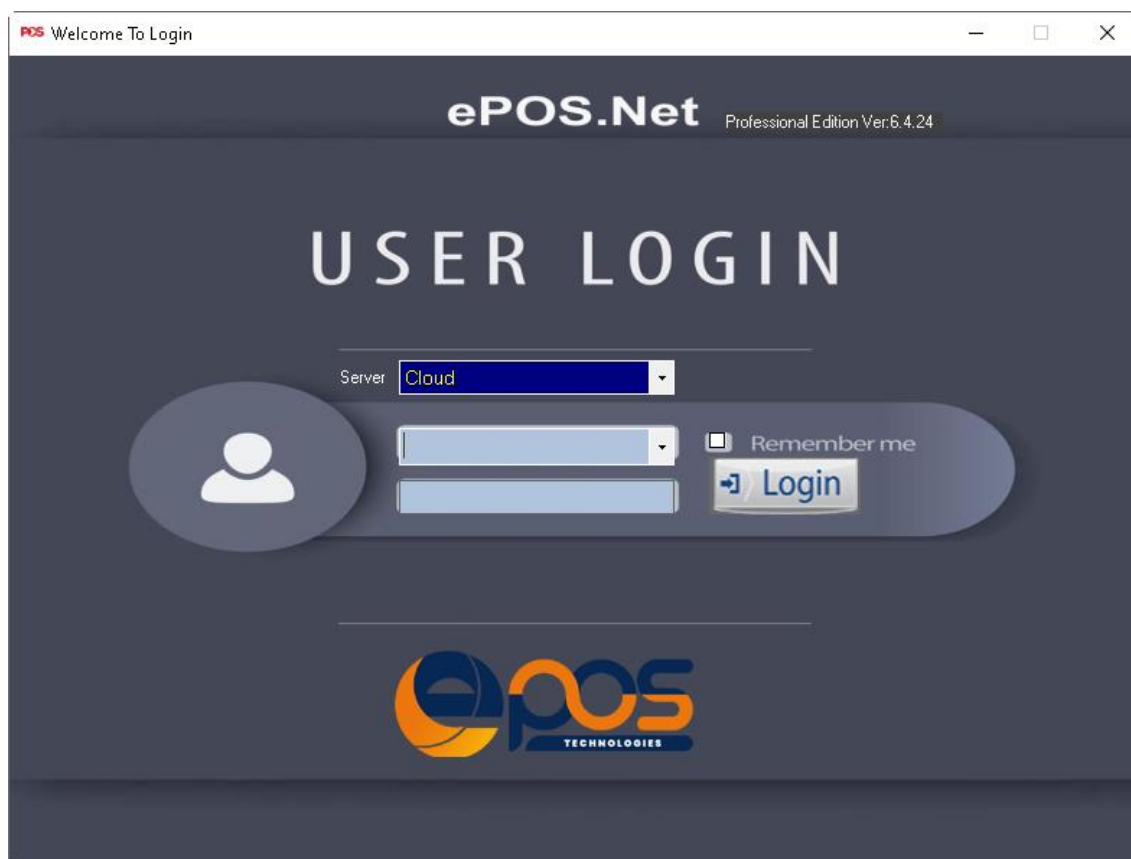 POS Welcome To Login
ePOS.Net Professional Edition Ver:6.4.24
USER LOGIN
Server Cloud
Remember me
Login
epos
TECHNOLOGIES